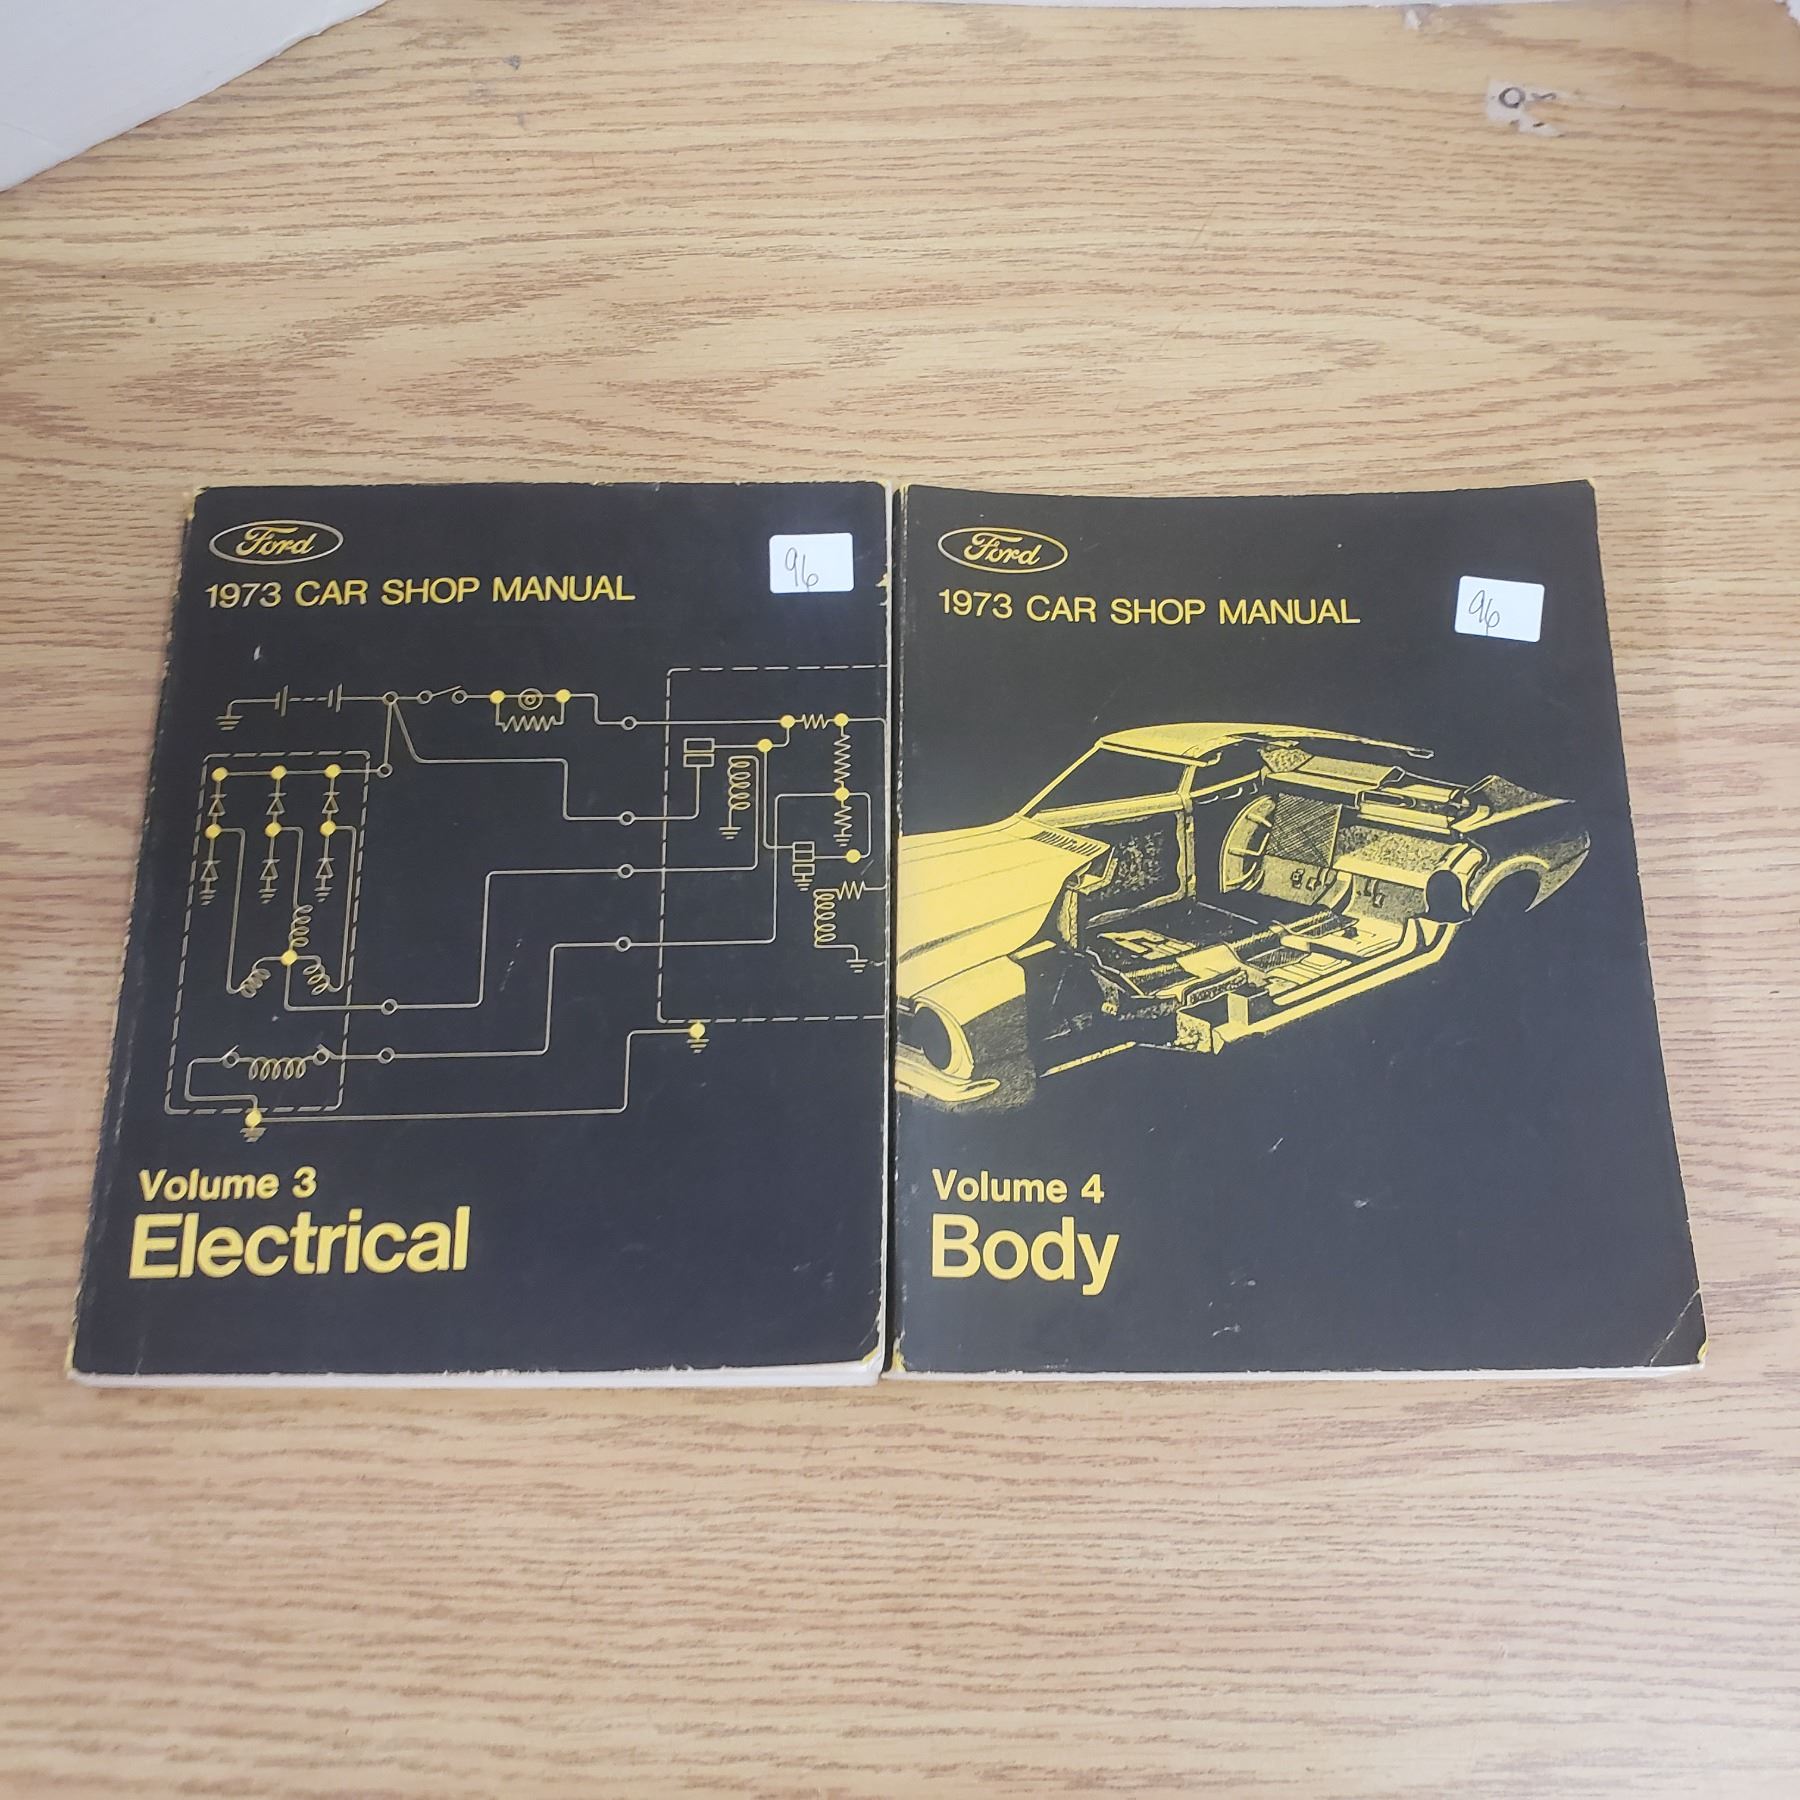 Ford
1973 CAR SHOP MANUAL
96
Volume 3
Electrical
Ford
1973 CAR SHOP MANUAL
96
Volume 4
Body